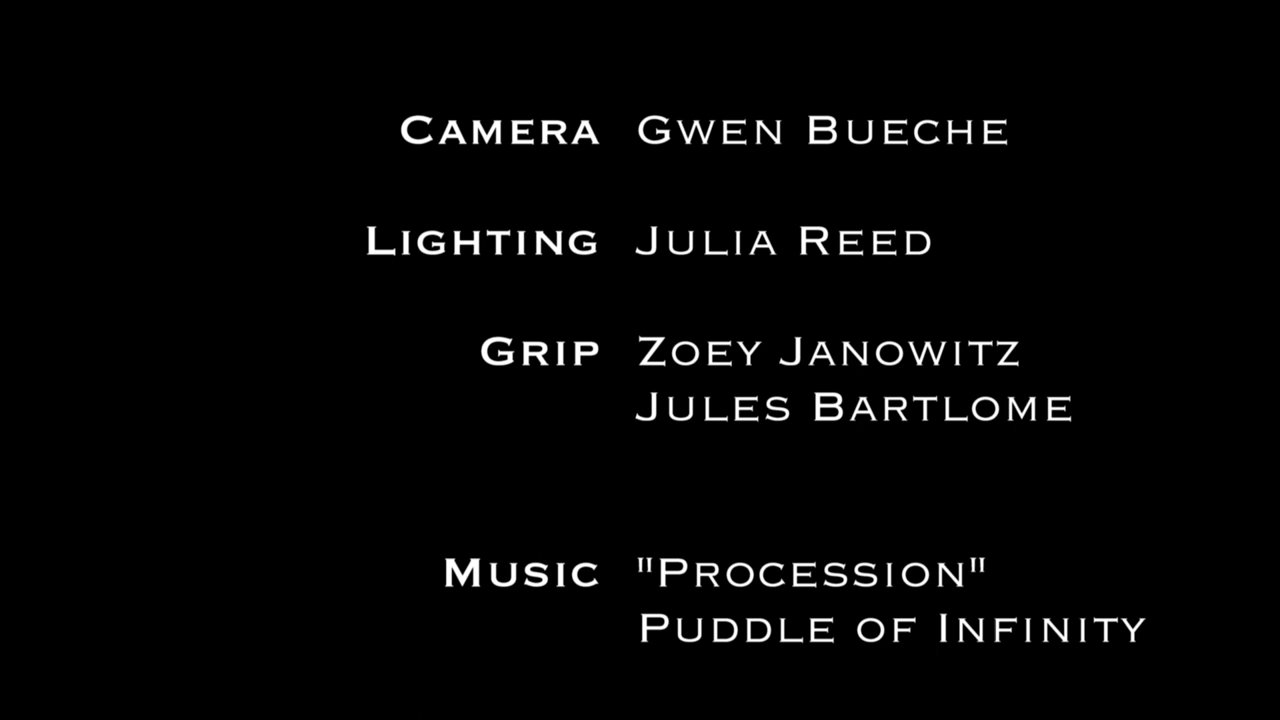 Camera Gwen Bueche
Lighting Julia Reed
Grip Zoey Janowitz
Jules Bartlome
Music "Procession"
Puddle of Infinity